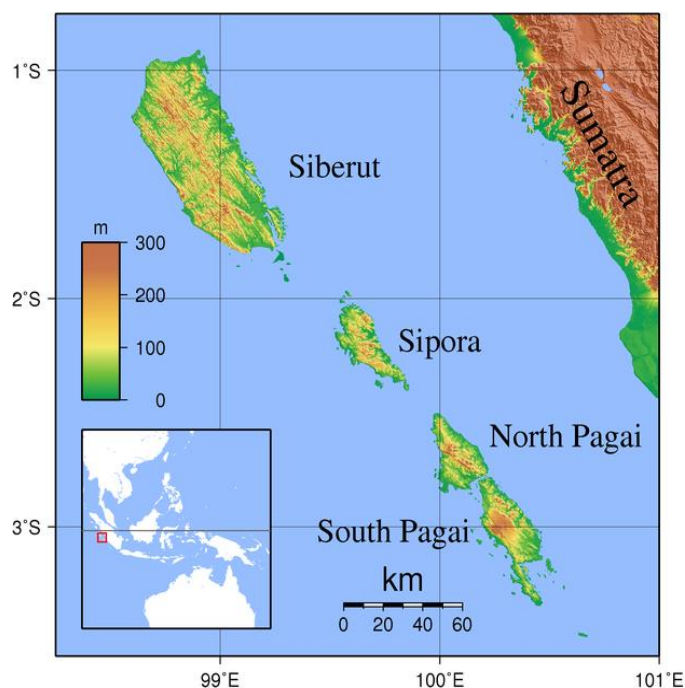 1°S
Sumatra
Siberut
m
300
200
100
0
2°S
Sipora
North Pagai
South Pagai
3°S
km
0 20 40 60
99°E 100°E 101°E